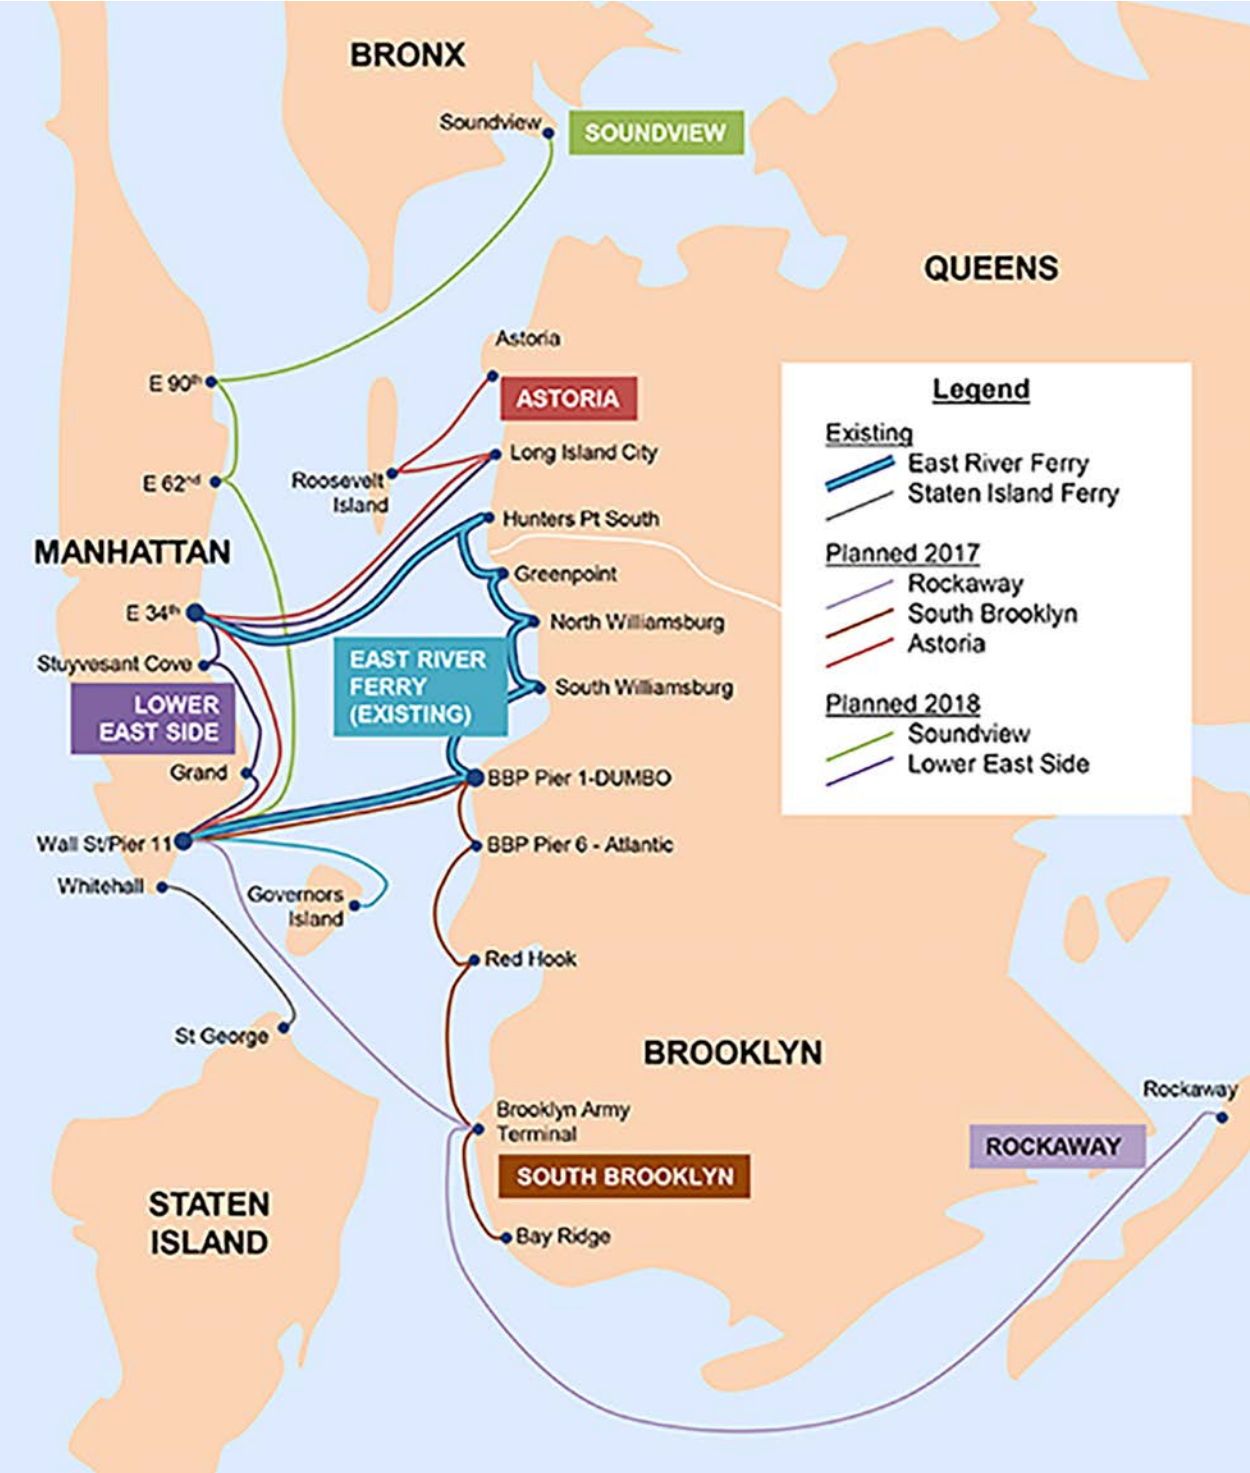 BRONX
Soundview
SOUNDVIEW
QUEENS
Astoria
E 90th
ASTORIA
Long Island City
E 62nd
Roosevelt
Island
Hunters Pt South
MANHATTAN
Greenpoint
E 34th
North Williamsburg
Stuyvesant Cove
EAST RIVER
FERRY
(EXISTING)
South Williamsburg
LOWER
EAST SIDE
Grand
BBP Pier 1-DUMBO
Wall St/Pier 11
BBP Pier 6 - Atlantic
Whitehall
Governors
Island
Red Hook
St George
BROOKLYN
Brooklyn Army
Terminal
Rockaway
ROCKAWAY
SOUTH BROOKLYN
STATEN
ISLAND
Bay Ridge
Legend
Existing
East River Ferry
Staten Island Ferry
Planned 2017
Rockaway
South Brooklyn
Astoria
Planned 2018
Soundview
Lower East Side